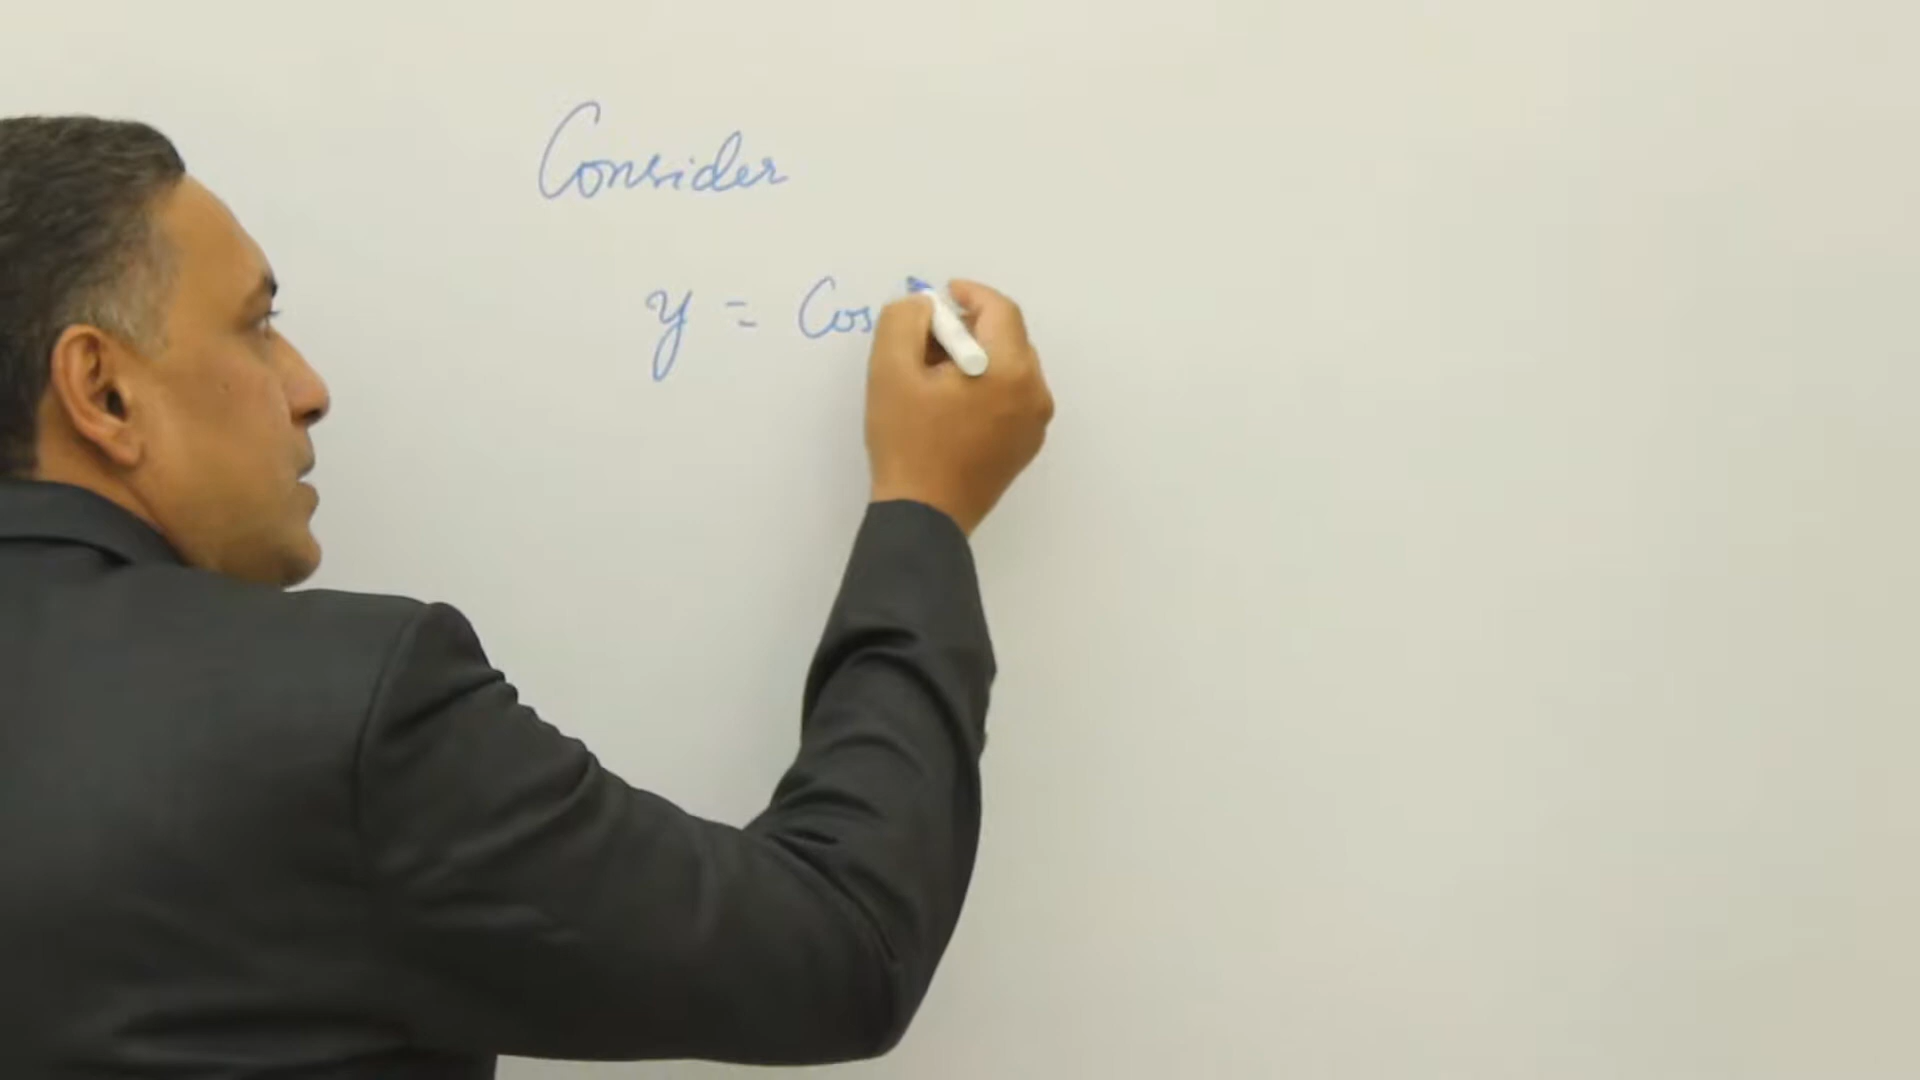 Consider
y = Cos